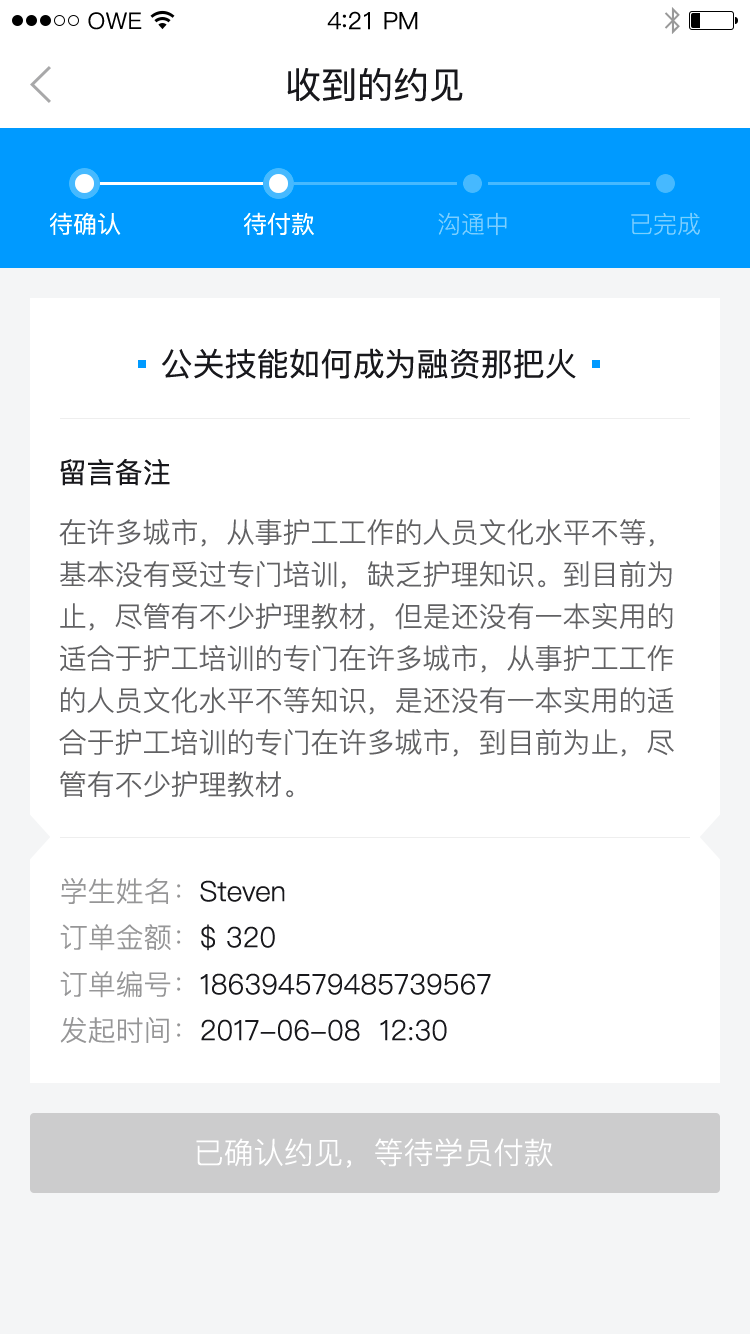 OWE
4:21 PM
收到的约见
待确认
待付款
沟通中
已完成
公关技能如何成为融资那把火
留言备注
在许多城市，从事护工工作的人员文化水平不等，
基本没有受过专门培训，缺乏护理知识。到目前为
止，尽管有不少护理教材，但是还没有一本实用的
适合于护工培训的专门在许多城市，从事护工工作
的人员文化水平不等知识，是还没有一本实用的适
合于护工培训的专门在许多城市，到目前为止，尽
管有不少护理教材。
学生姓名：Steven
订单金额：$ 320
订单编号：186394579485739567
发起时间：2017-06-08 12:30
已确认约见，等待学员付款